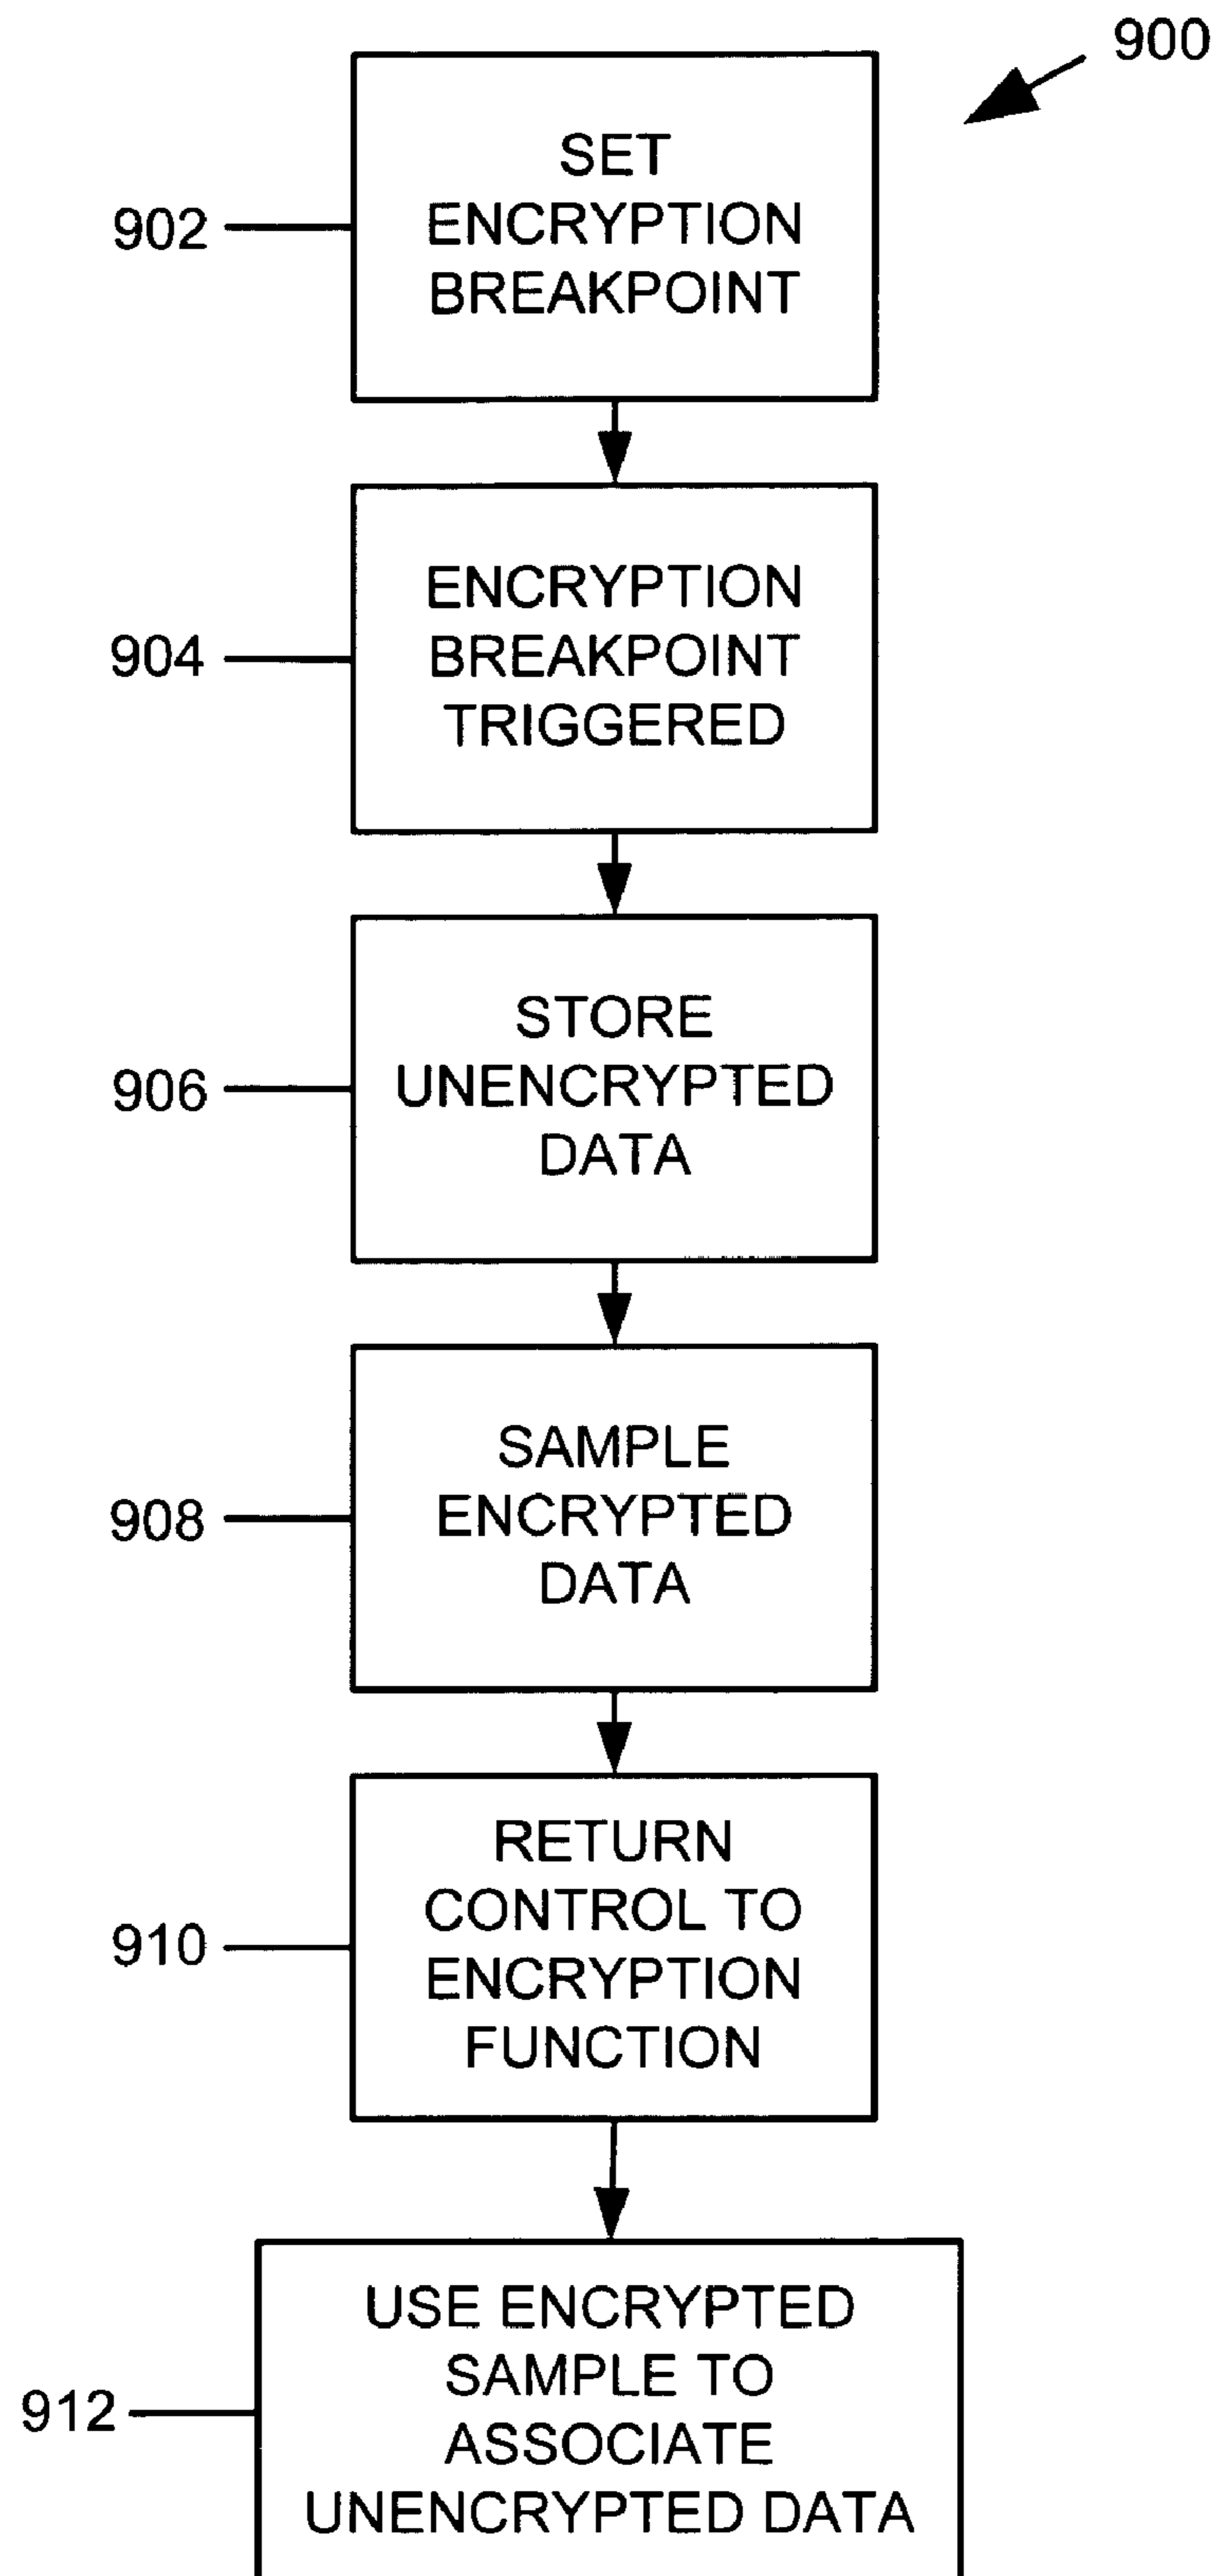 900
SET
ENCRYPTION
BREAKPOINT
902
ENCRYPTION
BREAKPOINT
TRIGGERED
904
STORE
UNENCRYPTED
DATA
906
SAMPLE
ENCRYPTED
DATA
908
RETURN
CONTROL TO
ENCRYPTION
FUNCTION
910
USE ENCRYPTED
SAMPLE TO
ASSOCIATE
UNENCRYPTED DATA
912